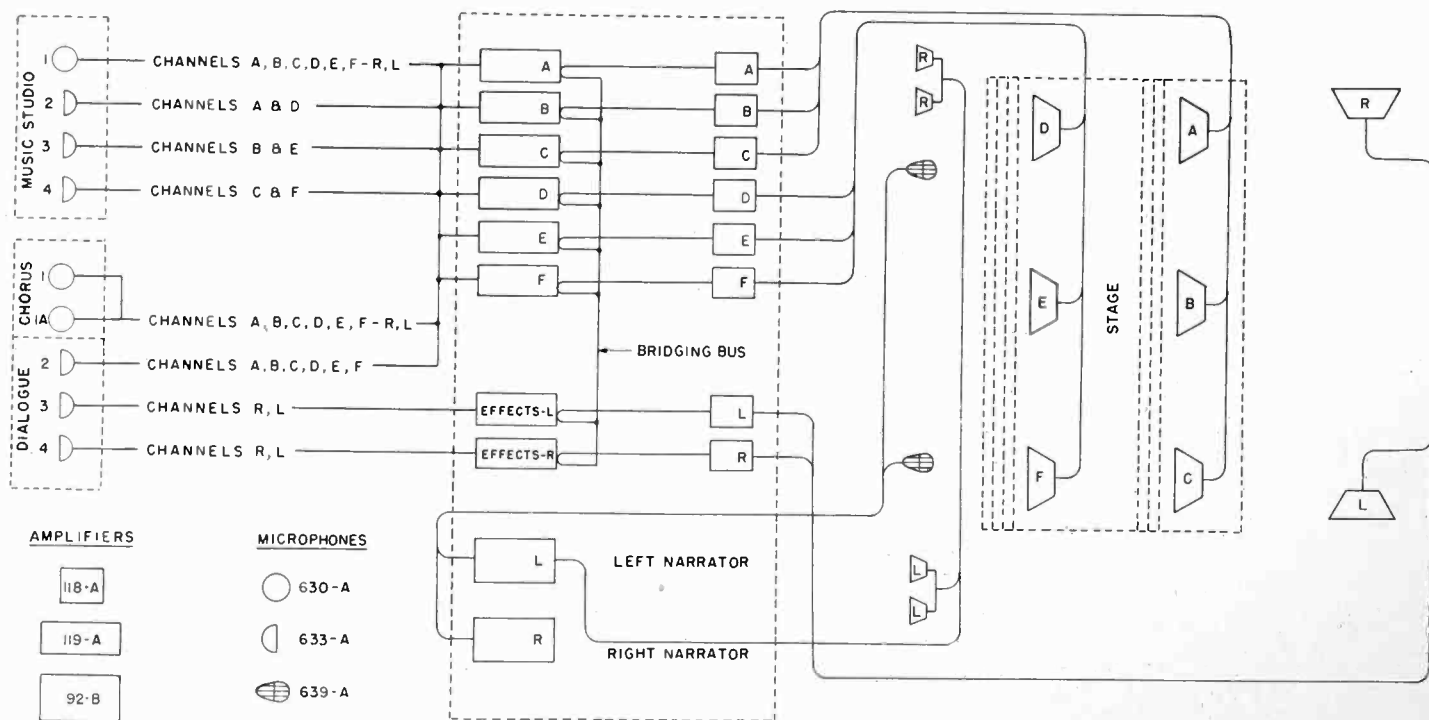 MUSIC STUDIO
1 CHANNELS A, B, C, D, E, F-R, L
2 CHANNELS A & D
3 CHANNELS B & E
4 CHANNELS C & F
CHORUS
1
1A CHANNELS A, B, C, D, E, F-R, L
DIALOGUE
2 CHANNELS A, B, C, D, E, F
3 CHANNELS R, L
4 CHANNELS R, L
A
B
C
D
E
F
BRIDGING BUS
EFFECTS-L
EFFECTS-R
A
B
C
D
E
F
L
R
L LEFT NARRATOR
R RIGHT NARRATOR
R
R
L
L
D
E
F
STAGE
A
B
C
R
L
AMPLIFIERS
118-A
119-A
92-B
MICROPHONES
630-A
633-A
639-A